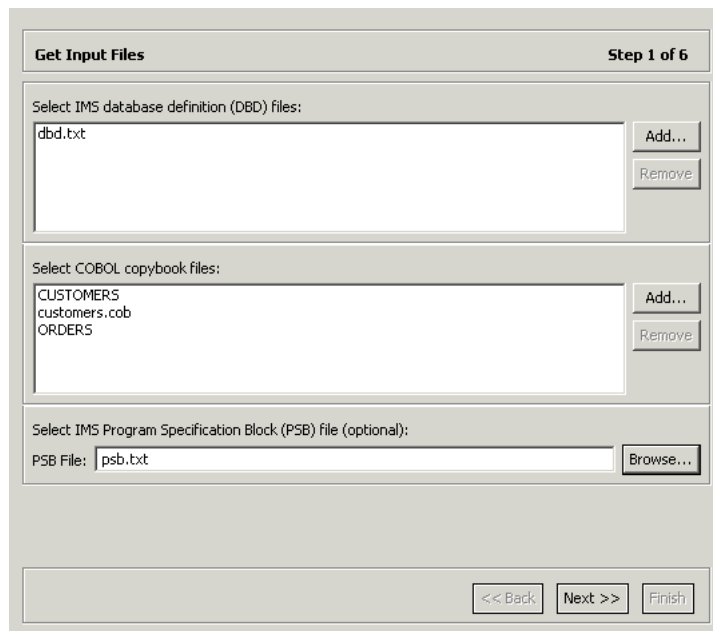 Get Input Files Step 1 of 6
Select IMS database definition (DBD) files:
dbd.txt
Add...
Remove
Select COBOL copybook files:
CUSTOMERS
customers.cob
ORDERS
Add...
Remove
Select IMS Program Specification Block (PSB) file (optional):
PSB File: psb.txt Browse...
<< Back Next >> Finish